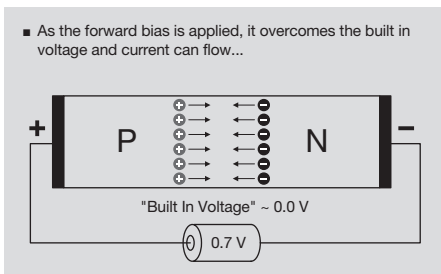 ■ As the forward bias is applied, it overcomes the built in
voltage and current can flow...
+ P N −
"Built In Voltage" ~ 0.0 V
0.7 V